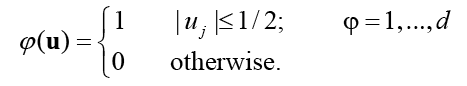 φ(u) = { 1 |u_j| ≤ 1/2; φ = 1,...,d
0 otherwise.